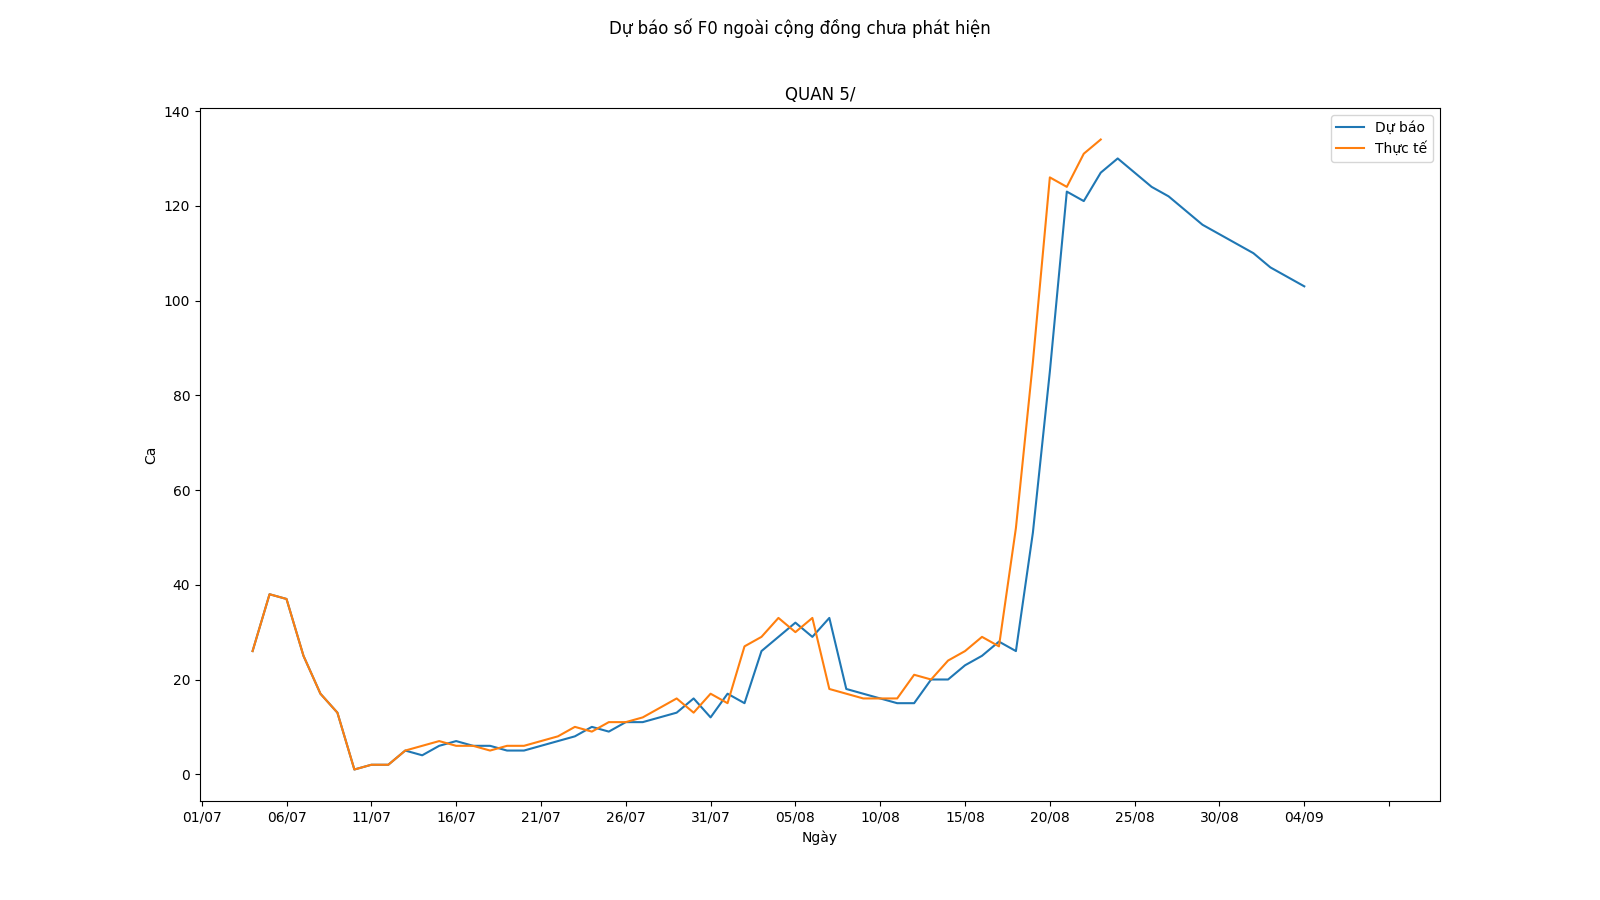 Dự báo số F0 ngoài cộng đồng chưa phát hiện
QUAN 5/
Dự báo
Thực tế
140
120
100
80
60
40
20
0
Ca
01/07 06/07 11/07 16/07 21/07 26/07 31/07 05/08 10/08 15/08 20/08 25/08 30/08 04/09
Ngày